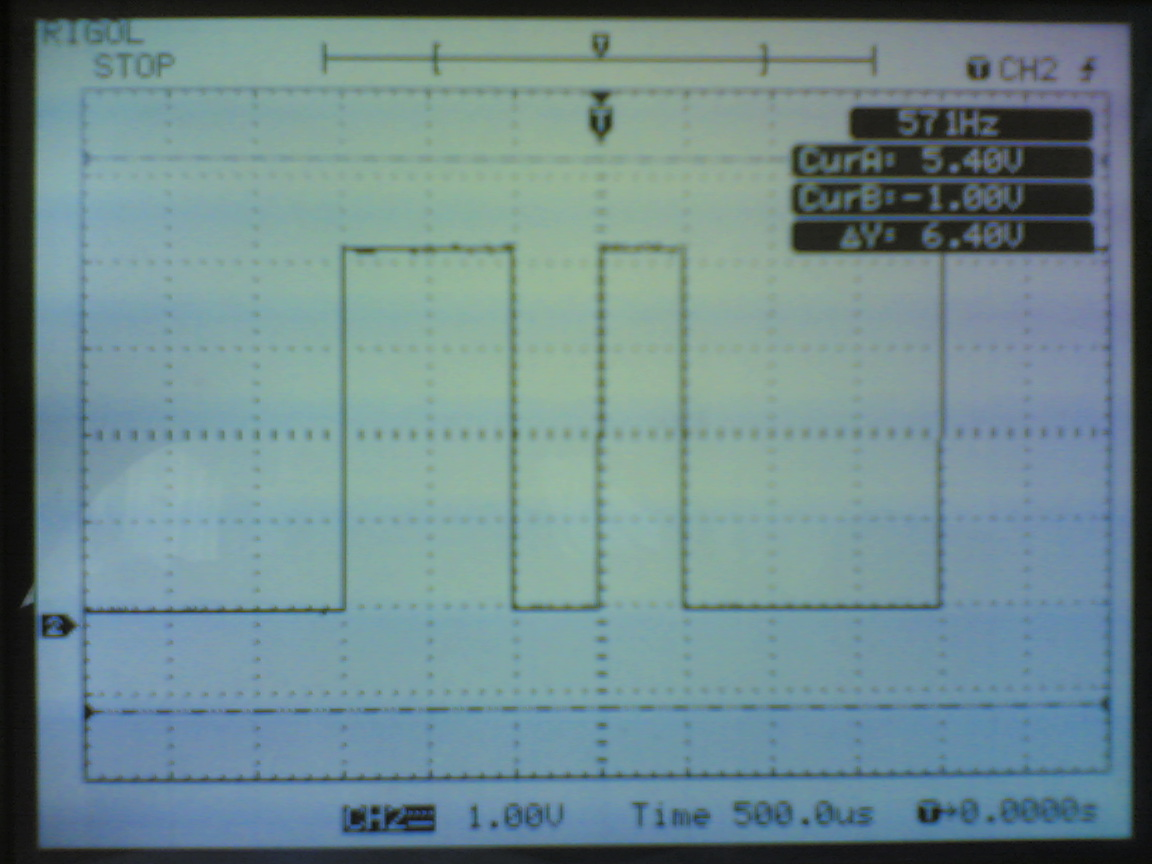 RIGOL
STOP
T
T CH2
T
571Hz
CurA: 5.40V
CurB:-1.00V
ΔY: 6.40V
2
CH2 1.00V Time 500.0us T→0.0000s